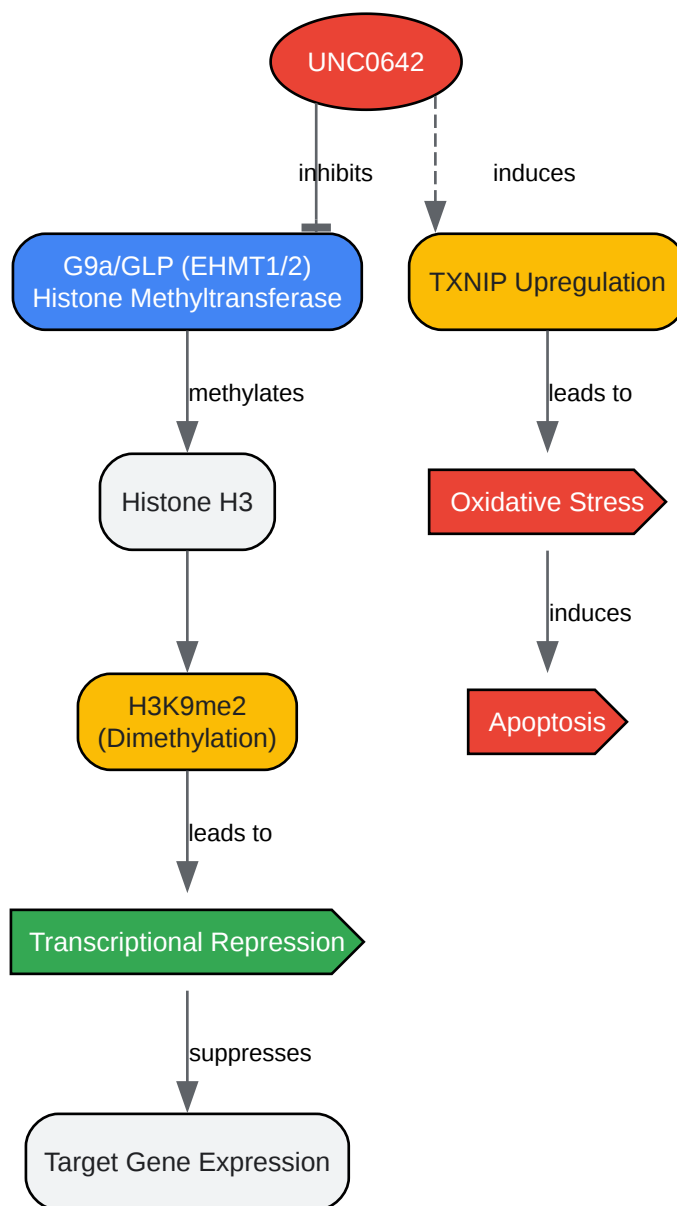 UNC0642
inhibits
induces
G9a/GLP (EHMT1/2)
Histone Methyltransferase
TXNIP Upregulation
methylates
leads to
Histone H3
Oxidative Stress
induces
H3K9me2
(Dimethylation)
Apoptosis
leads to
Transcriptional Repression
suppresses
Target Gene Expression